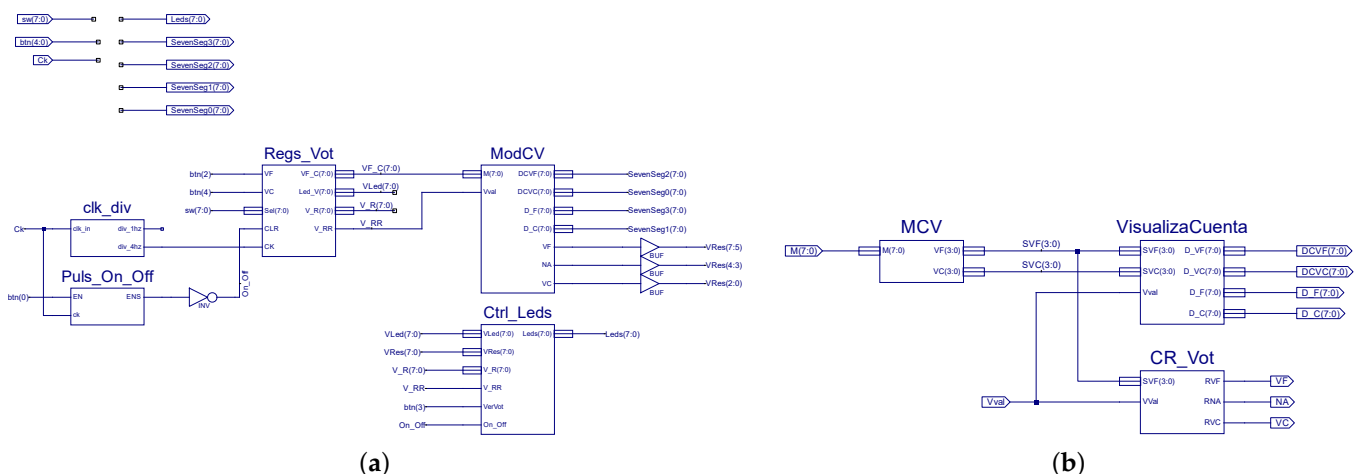 sw(7:0)
Leds(7:0)
btn(4:0)
SevenSeg3(7:0)
Ck
SevenSeg2(7:0)
SevenSeg1(7:0)
SevenSeg0(7:0)
Regs_Vot
btn(2)
VF
VF_C(7:0)
VF_C(7:0)
btn(4)
VC
Led_V(7:0)
VLed(7:0)
sw(7:0)
Sel(7:0)
V_R(7:0)
V_R(7:0)
CLR
V_RR
V_RR
CK
clk_div
Ck
clk_in
div_1hz
div_4hz
Puls_On_Off
btn(0)
EN
ENS
ck
INV
On_Off
ModCV
M(7:0)
DCVF(7:0)
SevenSeg2(7:0)
Vval
DCVC(7:0)
SevenSeg0(7:0)
D_F(7:0)
SevenSeg3(7:0)
D_C(7:0)
SevenSeg1(7:0)
VF
BUF
VRes(7:5)
NA
BUF
VRes(4:3)
VC
BUF
VRes(2:0)
Ctrl_Leds
VLed(7:0)
VLed(7:0)
Leds(7:0)
Leds(7:0)
VRes(7:0)
VRes(7:0)
V_R(7:0)
V_R(7:0)
V_RR
V_RR
btn(3)
VerVot
On_Off
On_Off
(a)
MCV
M(7:0)
M(7:0)
VF(3:0)
SVF(3:0)
VC(3:0)
SVC(3:0)
VisualizaCuenta
SVF(3:0)
D_VF(7:0)
DCVF(7:0)
SVC(3:0)
D_VC(7:0)
DCVC(7:0)
Vval
D_F(7:0)
D_F(7:0)
D_C(7:0)
D_C(7:0)
CR_Vot
SVF(3:0)
RVF
VF
Vval
VVal
RNA
NA
RVC
VC
(b)